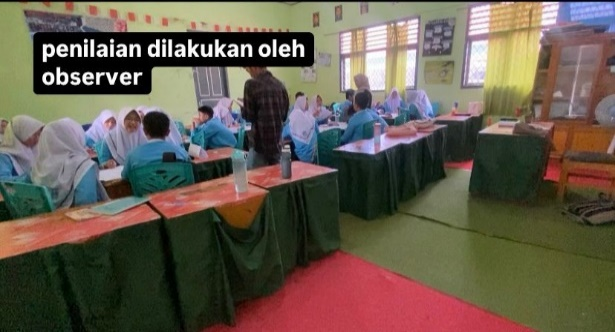 penilaian dilakukan oleh
observer